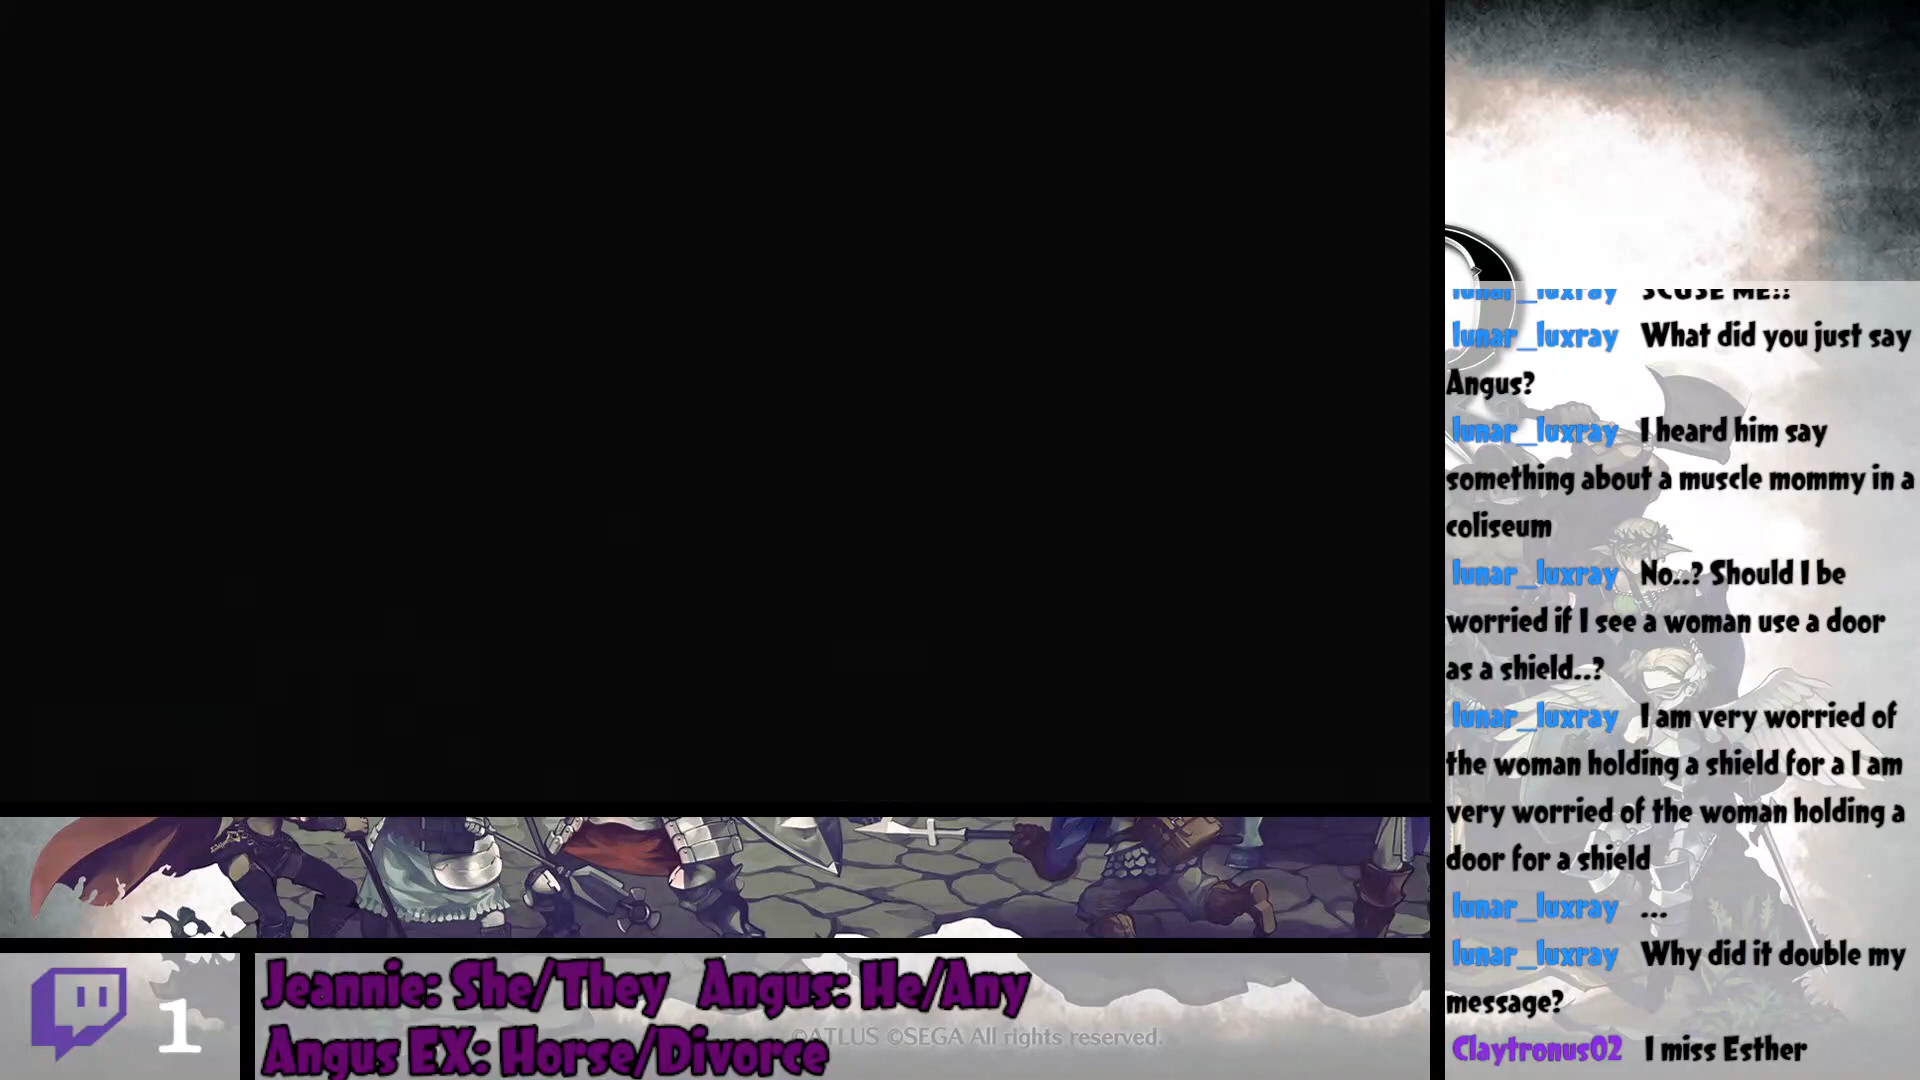 lunar_luxray SCUSE ME!!
lunar_luxray What did you just say
Angus?
lunar_luxray I heard him say
something about a muscle mommy in a
coliseum
lunar_luxray No..? Should I be
worried if I see a woman use a door
as a shield..?
lunar_luxray I am very worried of
the woman holding a shield for a I am
very worried of the woman holding a
door for a shield
lunar_luxray ...
lunar_luxray Why did it double my
message?
Claytronus02 I miss Esther
1
Jeannie: She/They Angus: He/Any
Angus EX: Horse/Divorce
©ATLUS ©SEGA All rights reserved.